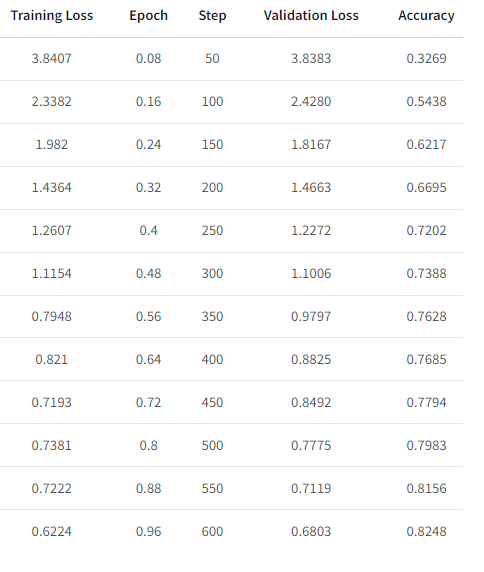 Training Loss Epoch Step Validation Loss Accuracy
3.8407 0.08 50 3.8383 0.3269
2.3382 0.16 100 2.4280 0.5438
1.982 0.24 150 1.8167 0.6217
1.4364 0.32 200 1.4663 0.6695
1.2607 0.4 250 1.2272 0.7202
1.1154 0.48 300 1.1006 0.7388
0.7948 0.56 350 0.9797 0.7628
0.821 0.64 400 0.8825 0.7685
0.7193 0.72 450 0.8492 0.7794
0.7381 0.8 500 0.7775 0.7983
0.7222 0.88 550 0.7119 0.8156
0.6224 0.96 600 0.6803 0.8248